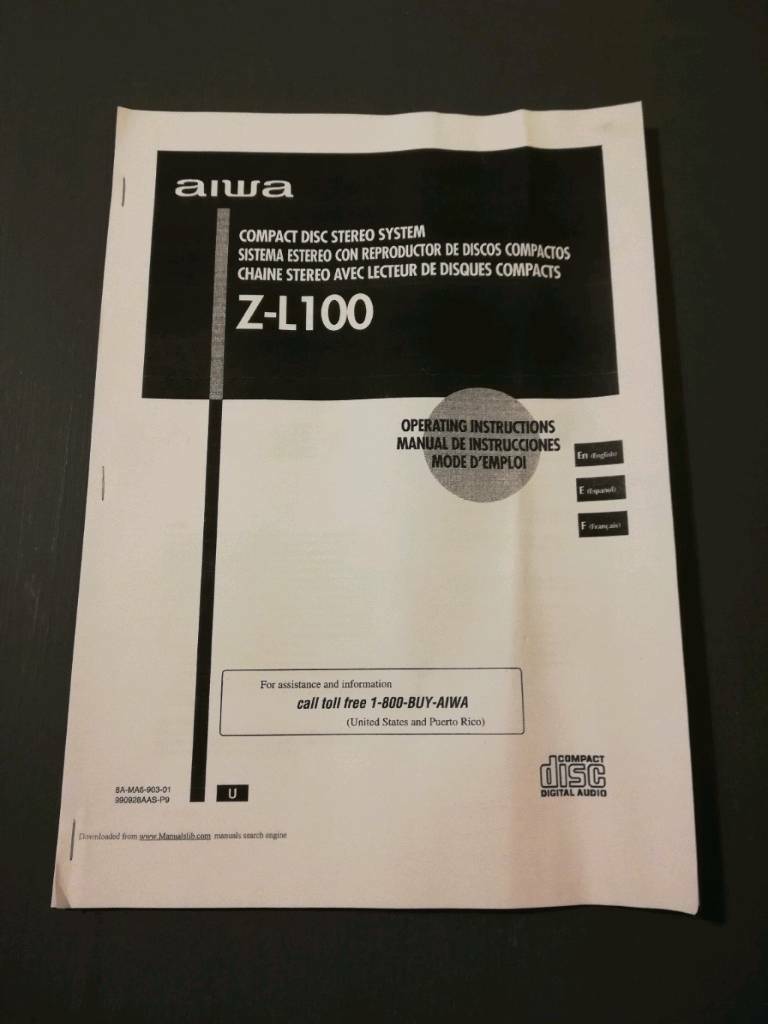 aiwa
COMPACT DISC STEREO SYSTEM
SISTEMA ESTEREO CON REPRODUCTOR DE DISCOS COMPACTOS
CHAINE STEREO AVEC LECTEUR DE DISQUES COMPACTS
Z-L100
OPERATING INSTRUCTIONS
MANUAL DE INSTRUCCIONES
MODE D'EMPLOI
En (English)
E (Español)
F (Français)
For assistance and information
call toll free 1-800-BUY-AIWA
(United States and Puerto Rico)
8A-MA6-903-01
990928AAS-P9
U
COMPACT
disc
DIGITAL AUDIO
Downloaded from www.Manualslib.com manuals search engine